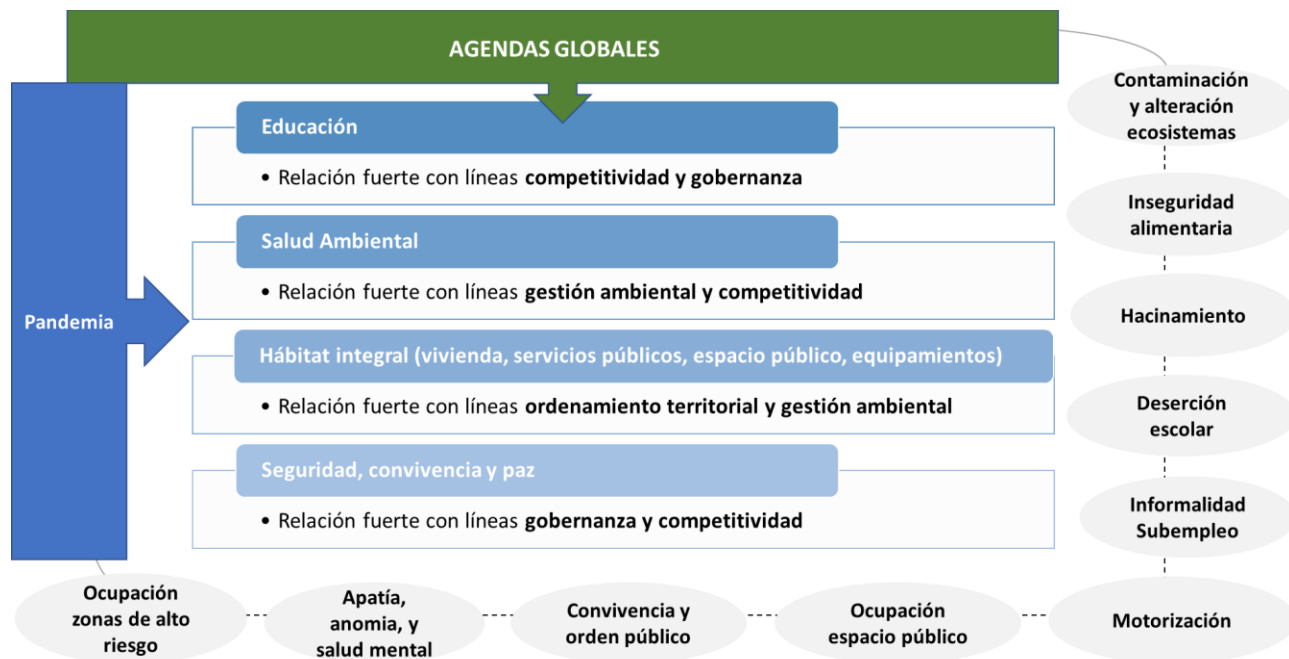 AGENDAS GLOBALES
Pandemia
Educación
• Relación fuerte con líneas competitividad y gobernanza
Salud Ambiental
• Relación fuerte con líneas gestión ambiental y competitividad
Hábitat integral (vivienda, servicios públicos, espacio público, equipamientos)
• Relación fuerte con líneas ordenamiento territorial y gestión ambiental
Seguridad, convivencia y paz
• Relación fuerte con líneas gobernanza y competitividad
Contaminación
y alteración
ecosistemas
Inseguridad
alimentaria
Hacinamiento
Deserción
escolar
Informalidad
Subempleo
Motorización
Ocupación
espacio público
Convivencia y
orden público
Apatía,
anomia, y
salud mental
Ocupación
zonas de alto
riesgo